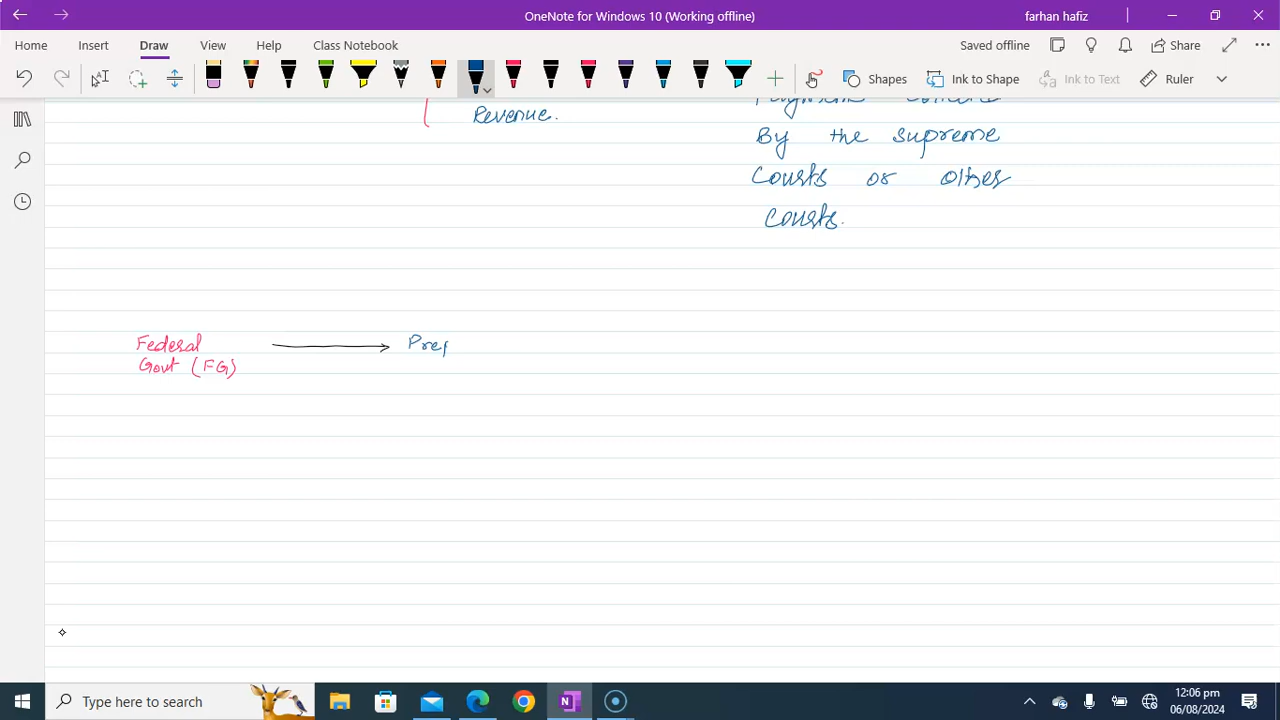 OneNote for Windows 10 (Working offline)
farhan hafiz
Home
Insert
Draw
View
Help
Class Notebook
Saved offline
Share
Shapes
Ink to Shape
Ink to Text
Ruler
Revenue.
By the supreme
Courts or other
Courts.
Federal
Govt (FG)
Prep
Type here to search
12:06 pm
06/08/2024